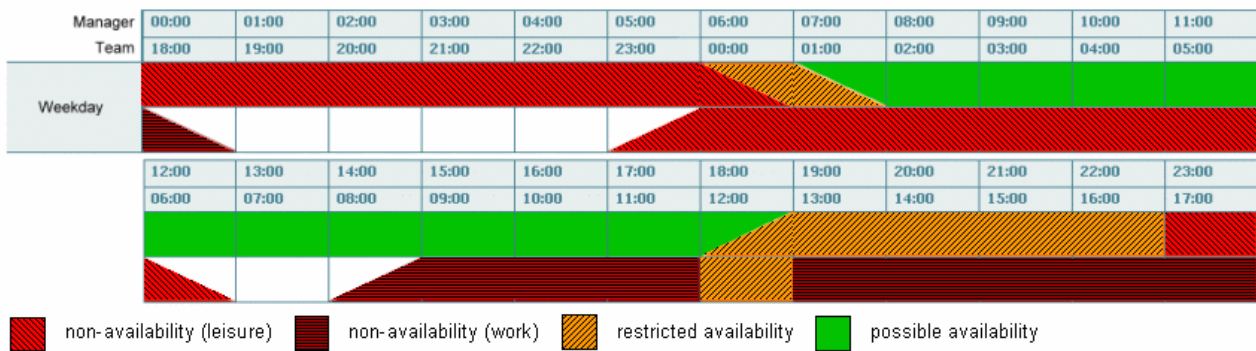 Manager 00:00 01:00 02:00 03:00 04:00 05:00 06:00 07:00 08:00 09:00 10:00 11:00
Team 18:00 19:00 20:00 21:00 22:00 23:00 00:00 01:00 02:00 03:00 04:00 05:00
Weekday
12:00 13:00 14:00 15:00 16:00 17:00 18:00 19:00 20:00 21:00 22:00 23:00
06:00 07:00 08:00 09:00 10:00 11:00 12:00 13:00 14:00 15:00 16:00 17:00
non-availability (leisure) non-availability (work) restricted availability possible availability